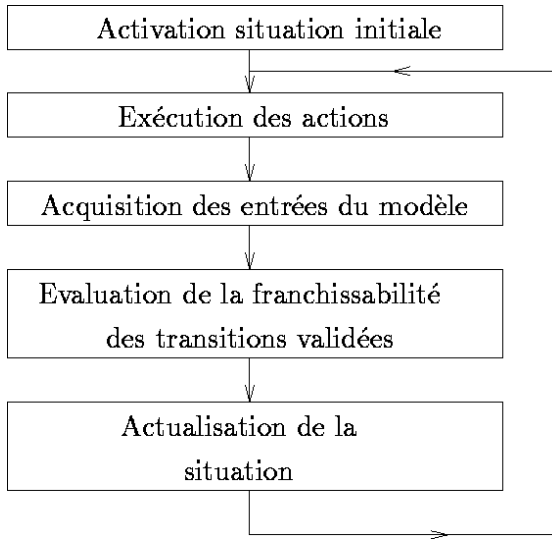 Activation situation initiale
Exécution des actions
Acquisition des entrées du modèle
Evaluation de la franchissabilité
des transitions validées
Actualisation de la
situation